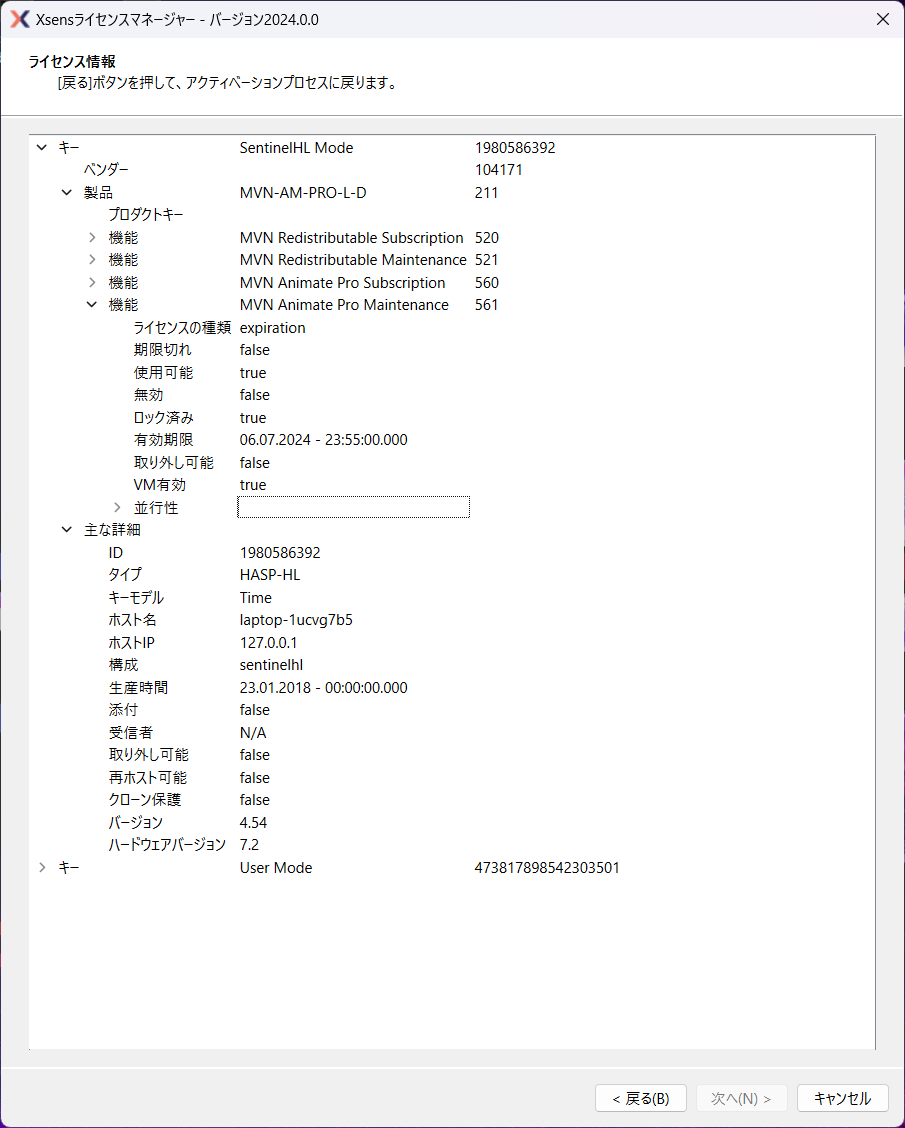 Xsensライセンスマネージャー - バージョン2024.0.0
ライセンス情報
[戻る]ボタンを押して、アクティベーションプロセスに戻ります。
キー SentinelHL Mode 1980586392
ベンダー 104171
製品 MVN-AM-PRO-L-D 211
プロダクトキー
機能 MVN Redistributable Subscription 520
機能 MVN Redistributable Maintenance 521
機能 MVN Animate Pro Subscription 560
機能 MVN Animate Pro Maintenance 561
ライセンスの種類 expiration
期限切れ false
使用可能 true
無効 false
ロック済み true
有効期限 06.07.2024 - 23:55:00.000
取り外し可能 false
VM有効 true
並行性
主な詳細
ID 1980586392
タイプ HASP-HL
キーモデル Time
ホスト名 laptop-1ucvg7b5
ホストIP 127.0.0.1
構成 sentinelhl
生産時間 23.01.2018 - 00:00:00.000
添付 false
受信者 N/A
取り外し可能 false
再ホスト可能 false
クローン保護 false
バージョン 4.54
ハードウェアバージョン 7.2
キー User Mode 473817898542303501
< 戻る(B) 次へ(N) > キャンセル